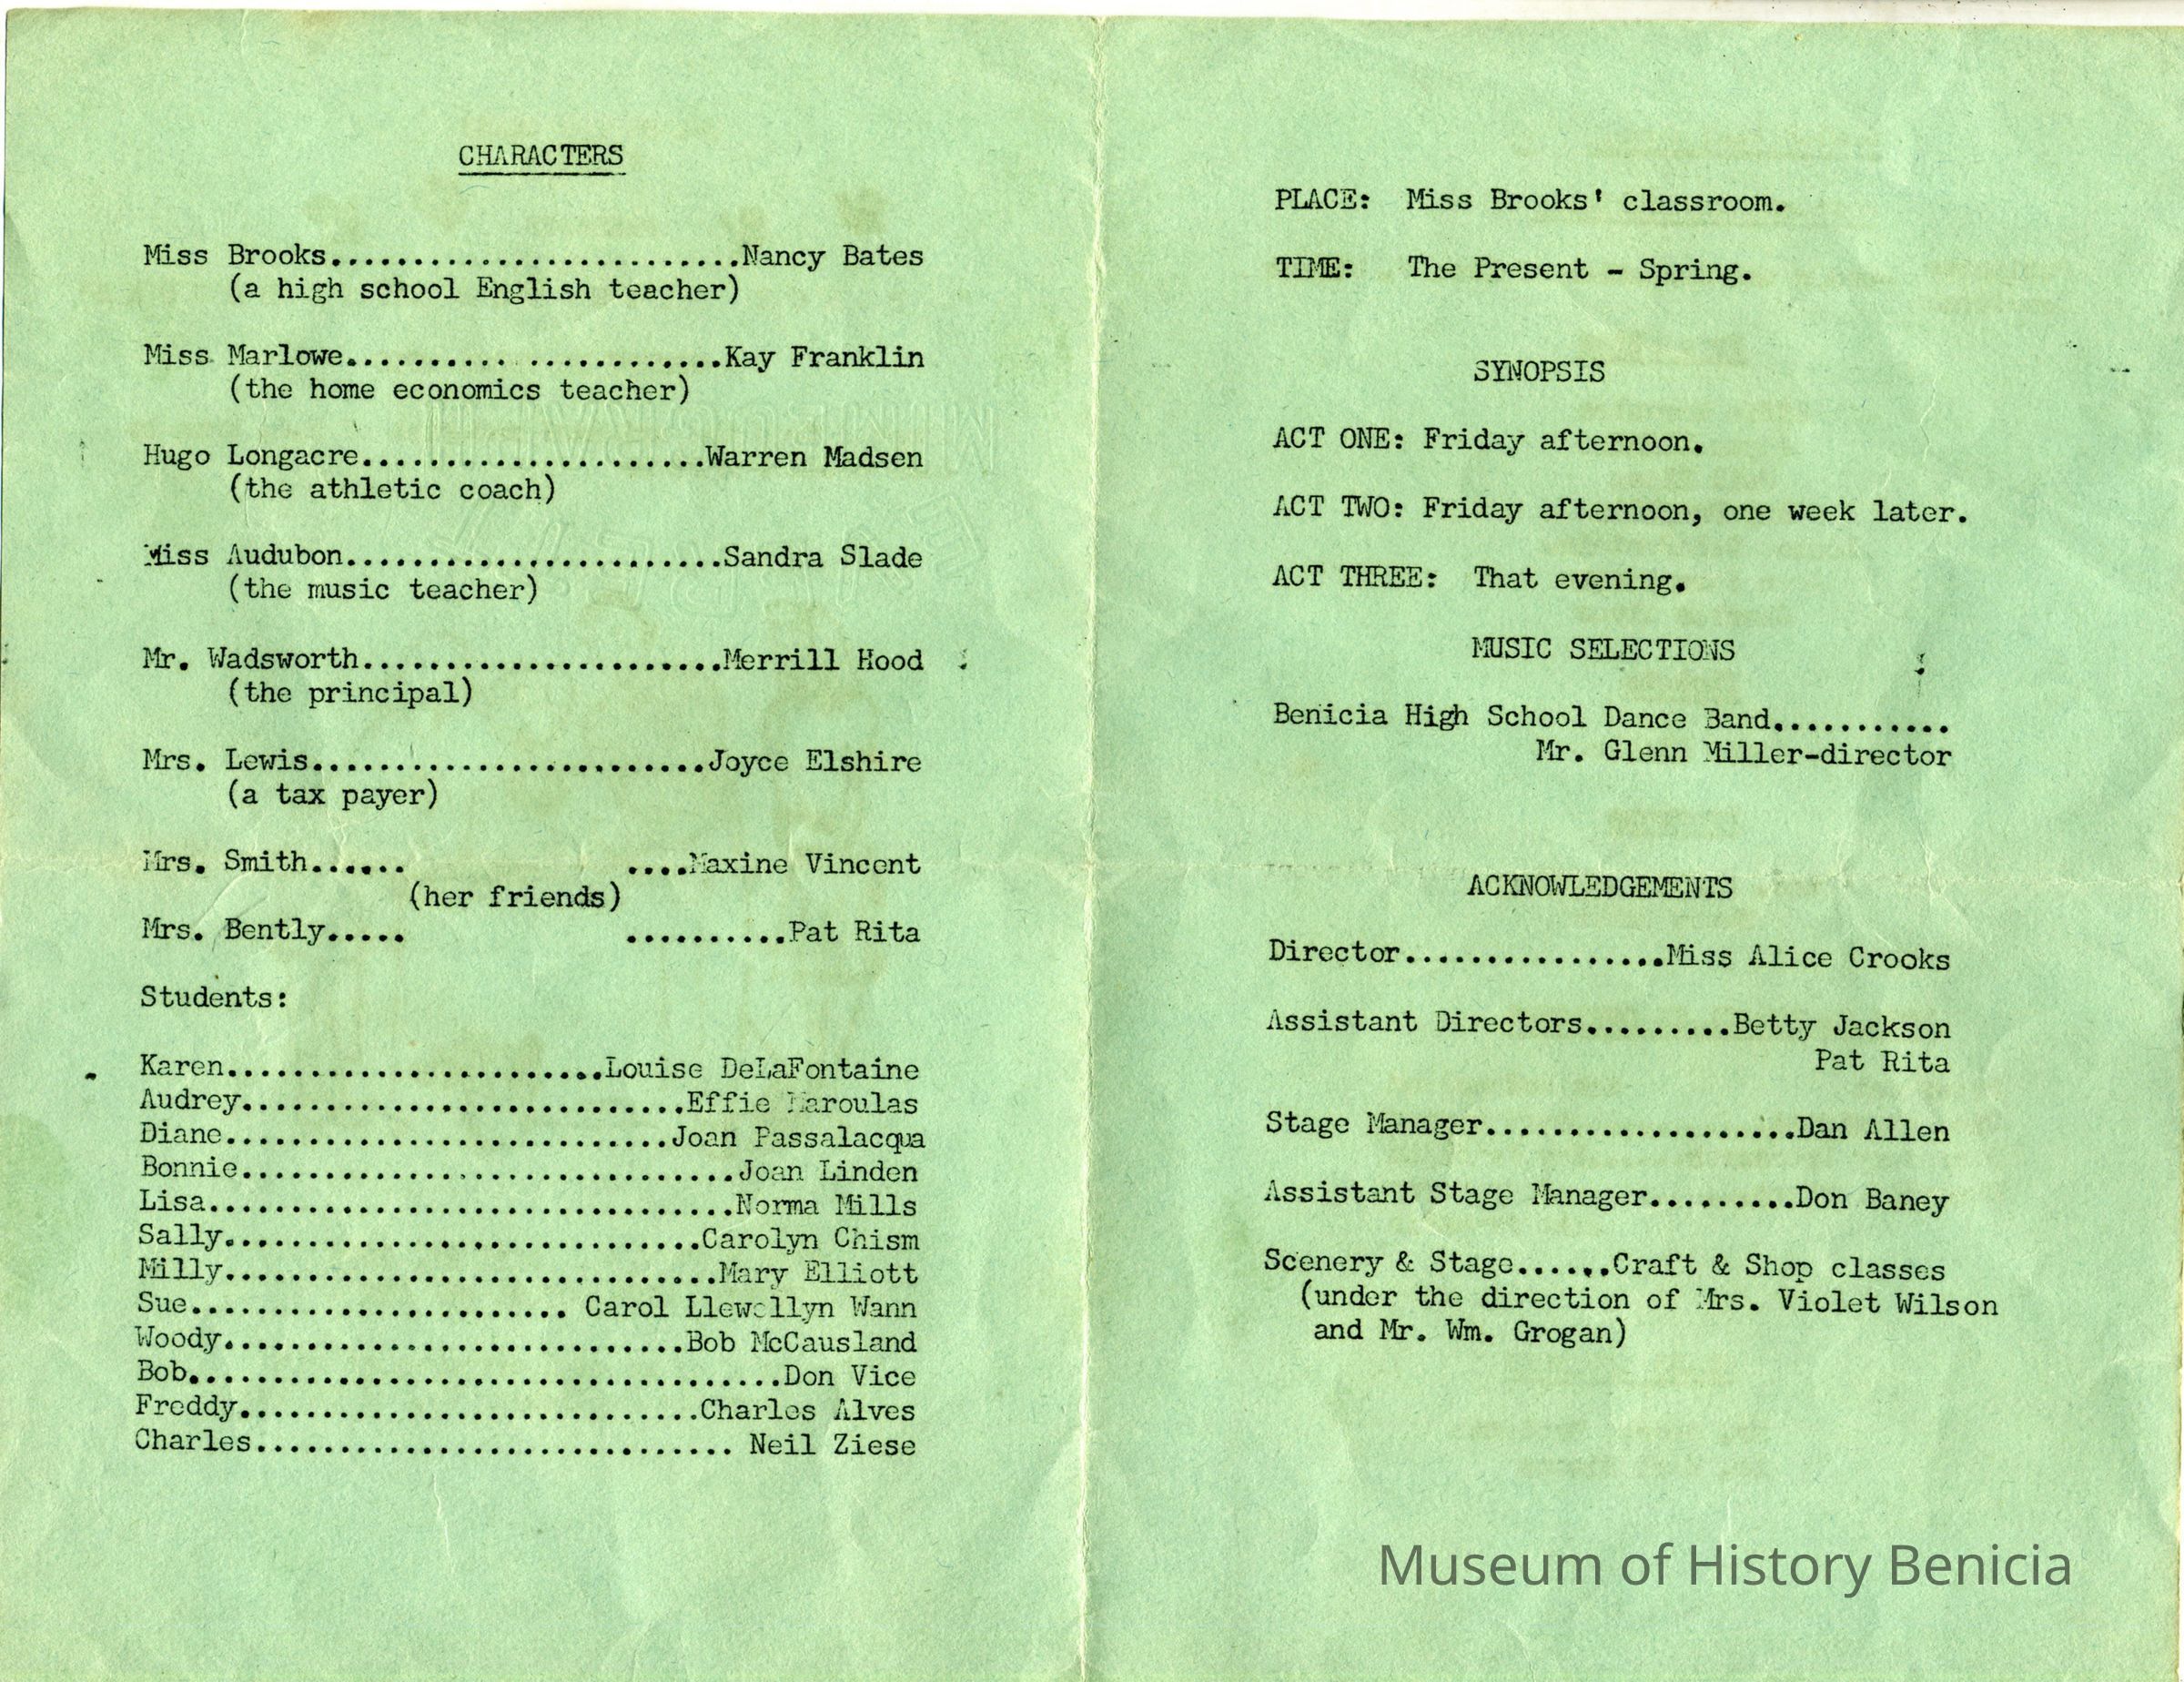 CHARACTERS
Miss Brooks.........................Nancy Bates
(a high school English teacher)
Miss Marlowe.......... ............Kay Franklin
(the home economics teacher)
Hugo Longacre.....................Warren Madsen
(the athletic coach)
Miss Audubon.......................Sandra Slade
(the music teacher)
Mr. Wadsworth......................Merrill Hood
(the principal)
Mrs. Lewis........................Joyce Elshire
(a tax payer)
Mrs. Smith...... ....Maxine Vincent
(her friends)
Mrs. Bently..... ..........Pat Rita
Students:
Karen.......................Louise DeLaFontaine
Audrey...........................Effie Maroulas
Diane...........................Joan Passalacqua
Bonnie..............................Joan Linden
Lisa................................Norma Mills
Sally.............................Carolyn Chism
Milly..............................Mary Elliott
Sue....................... Carol Llewellyn Wann
Woody............................Bob McCausland
Bob....................................Don Vice
Freddy............................Charles Alves
Charles............................. Neil Ziese
PLACE: Miss Brooks' classroom.
TIME: The Present - Spring.
SYNOPSIS
ACT ONE: Friday afternoon.
ACT TWO: Friday afternoon, one week later.
ACT THREE: That evening.
MUSIC SELECTIONS
Benicia High School Dance Band...........
Mr. Glenn Miller-director
ACKNOWLEDGEMENTS
Director................Miss Alice Crooks
Assistant Directors.........Betty Jackson
Pat Rita
Stage Manager...................Dan Allen
Assistant Stage Manager.........Don Baney
Scenery & Stage......Craft & Shop classes
(under the direction of Mrs. Violet Wilson
and Mr. Wm. Grogan)
Museum of History Benicia